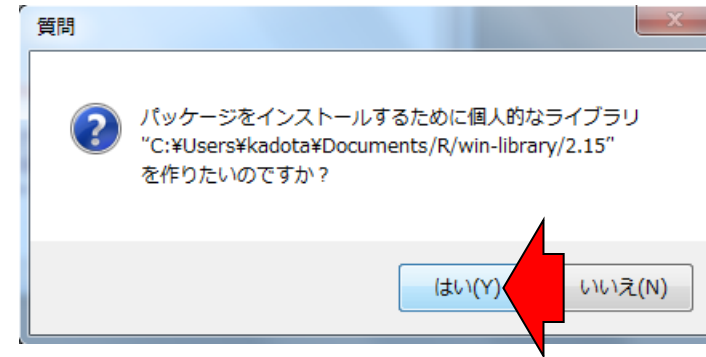 質問
パッケージをインストールするために個人的なライブラリ
"C:¥Users¥kadota¥Documents/R/win-library/2.15"
を作りたいのですか？
はい(Y)
いいえ(N)